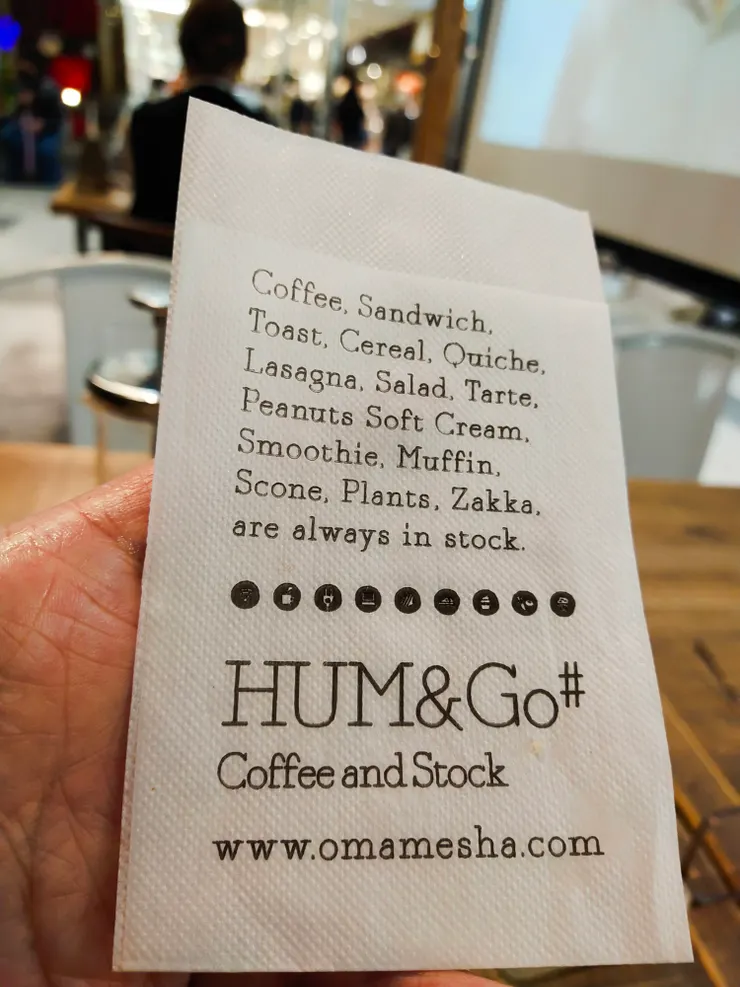 Coffee, Sandwich,
Toast, Cereal, Quiche,
Lasagna, Salad, Tarte,
Peanuts Soft Cream,
Smoothie, Muffin,
Scone, Plants, Zakka,
are always in stock.
HUM&Go#
Coffee and Stock
www.omamesha.com